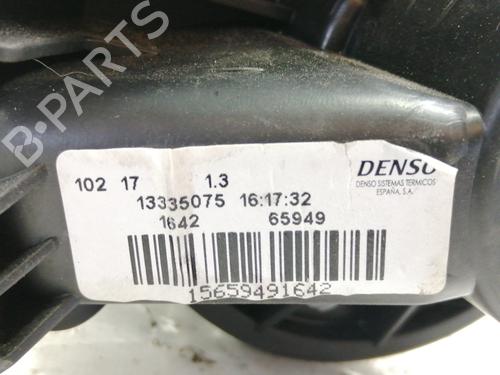 B-PARTS
102 17 1.3
DENSO
DENSO SISTEMAS TERMICOS
ESPAÑA, S.A.
13335075 16:17:32
1642 65949
15659491642